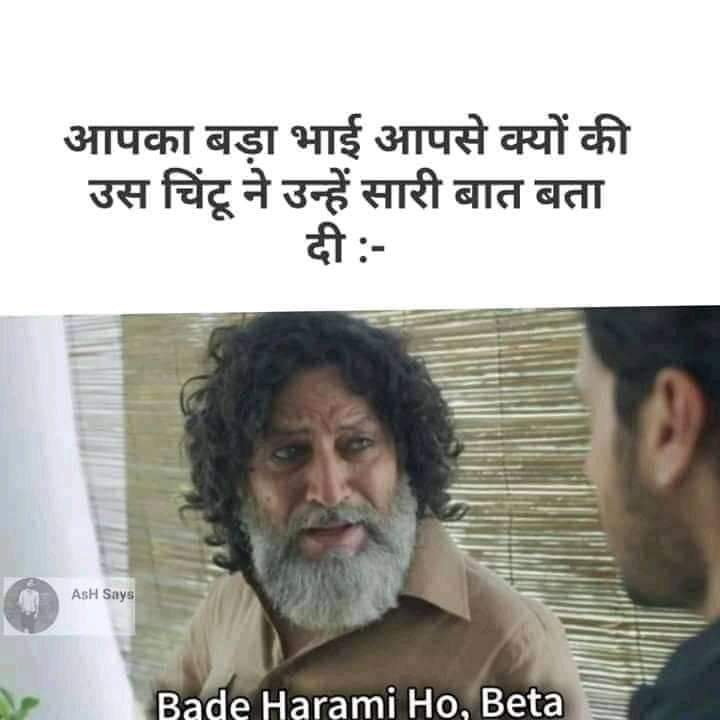 आपका बड़ा भाई आपसे क्यों की
उस चिंटू ने उन्हें सारी बात बता
दी :-
AsH Says
Bade Harami Ho, Beta